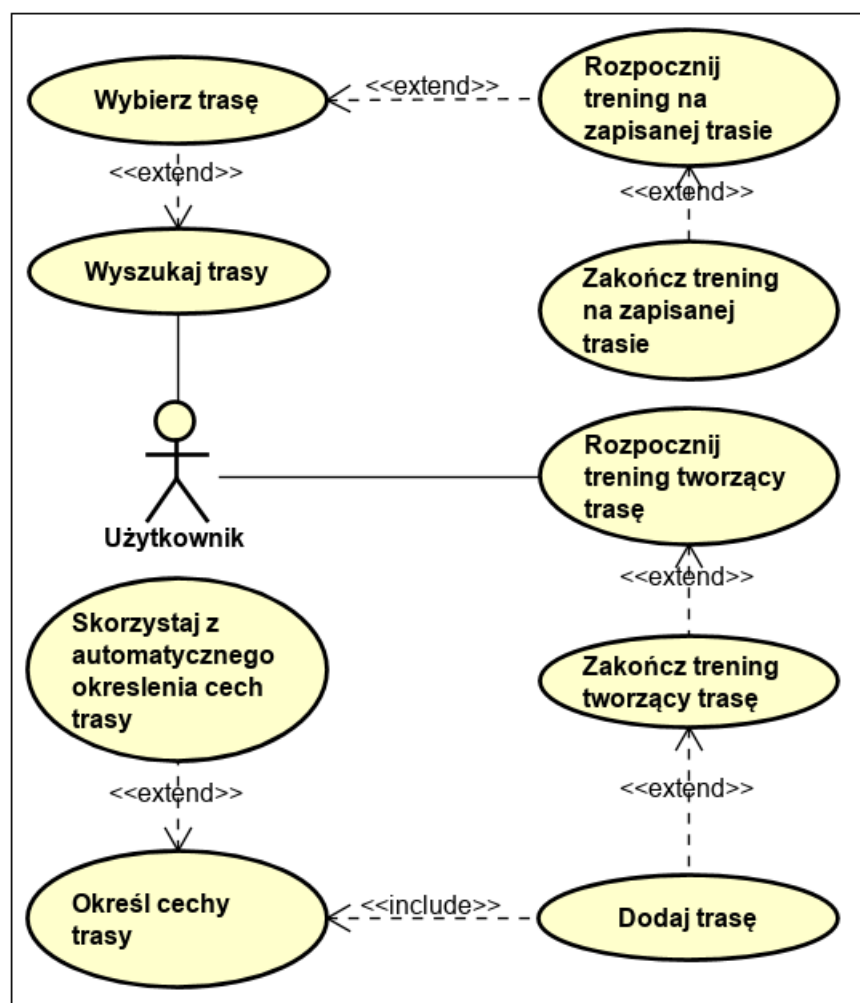 Wybierz trasę
<<extend>>
Rozpocznij
trening na
zapisanej trasie
<<extend>>
<<extend>>
Wyszukaj trasy
Zakończ trening
na zapisanej
trasie
Użytkownik
Rozpocznij
trening tworzący
trasę
<<extend>>
Skorzystaj z
automatycznego
okreslenia cech
trasy
Zakończ trening
tworzący trasę
<<extend>>
<<extend>>
Określ cechy
trasy
<<include>>
Dodaj trasę